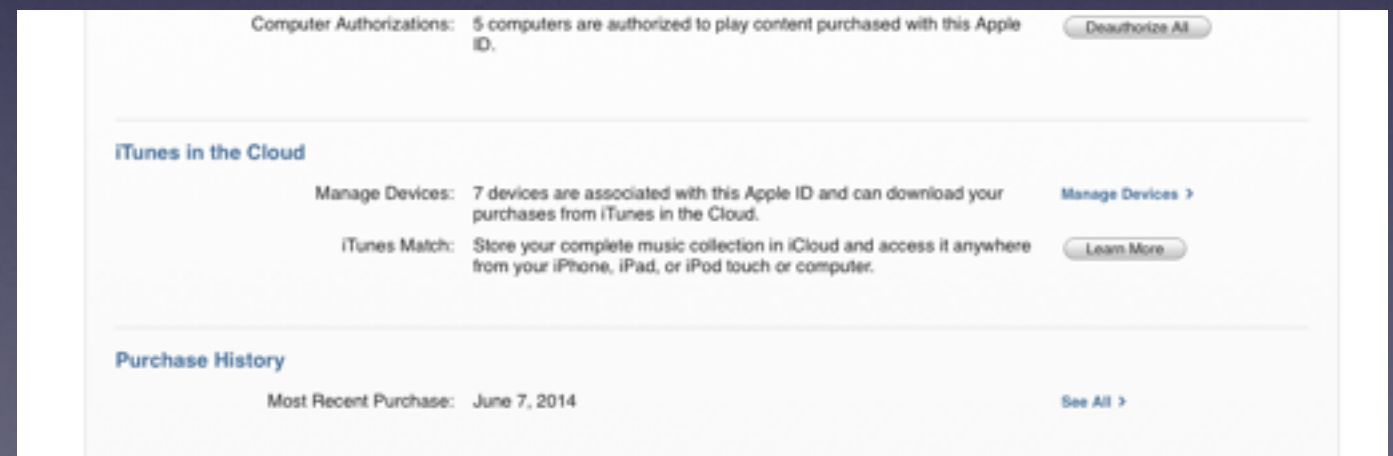 Computer Authorizations: 5 computers are authorized to play content purchased with this Apple Deauthorize All
ID.
iTunes in the Cloud
Manage Devices: 7 devices are associated with this Apple ID and can download your Manage Devices >
purchases from iTunes in the Cloud.
iTunes Match: Store your complete music collection in iCloud and access it anywhere Learn More
from your iPhone, iPad, or iPod touch or computer.
Purchase History
Most Recent Purchase: June 7, 2014 See All >